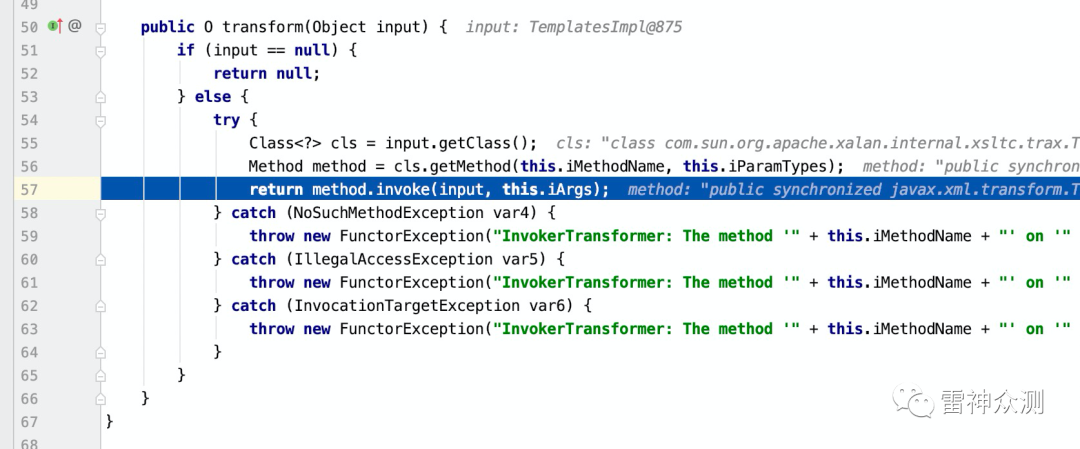 49
50 @ public O transform(Object input) { input: TemplatesImpl@875
51 if (input == null) {
52 return null;
53 } else {
54 try {
55 Class<?> cls = input.getClass(); cls: "class com.sun.org.apache.xalan.internal.xsltc.trax.T
56 Method method = cls.getMethod(this.iMethodName, this.iParamTypes); method: "public synchron
57 return method.invoke(input, this.iArgs); method: "public synchronized javax.xml.transform.T
58 } catch (NoSuchMethodException var4) {
59 throw new FunctorException("InvokerTransformer: The method '" + this.iMethodName + "' on '"
60 } catch (IllegalAccessException var5) {
61 throw new FunctorException("InvokerTransformer: The method '" + this.iMethodName + "' on '"
62 } catch (InvocationTargetException var6) {
63 throw new FunctorException("InvokerTransformer: The method '" + this.iMethodName + "' on '"
64 }
65 }
66 }
67 }
68
雷神众测